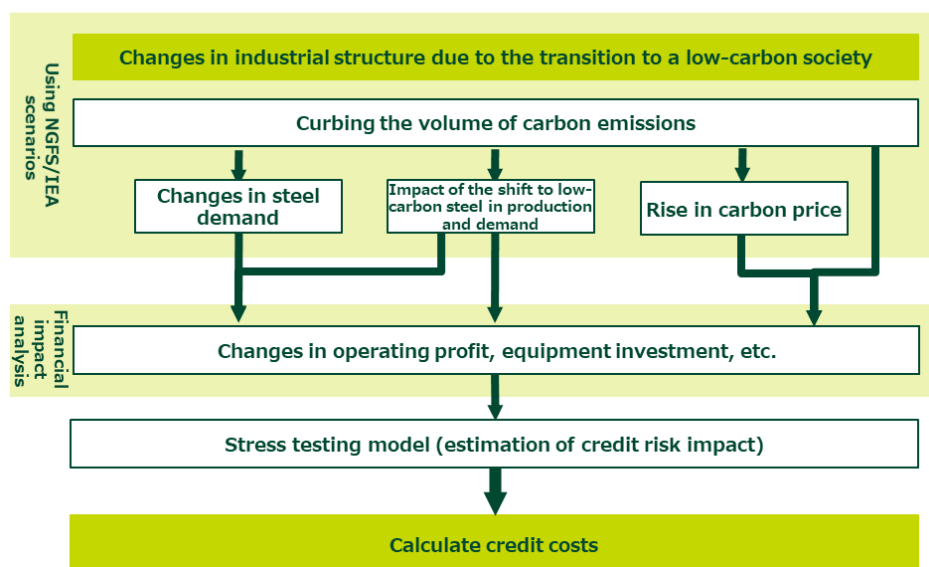 Using NGFS/IEA
scenarios
Changes in industrial structure due to the transition to a low-carbon society
Curbing the volume of carbon emissions
Changes in steel
demand
Impact of the shift to low-
carbon steel in production
and demand
Rise in carbon price
Financial
impact
analysis
Changes in operating profit, equipment investment, etc.
Stress testing model (estimation of credit risk impact)
Calculate credit costs